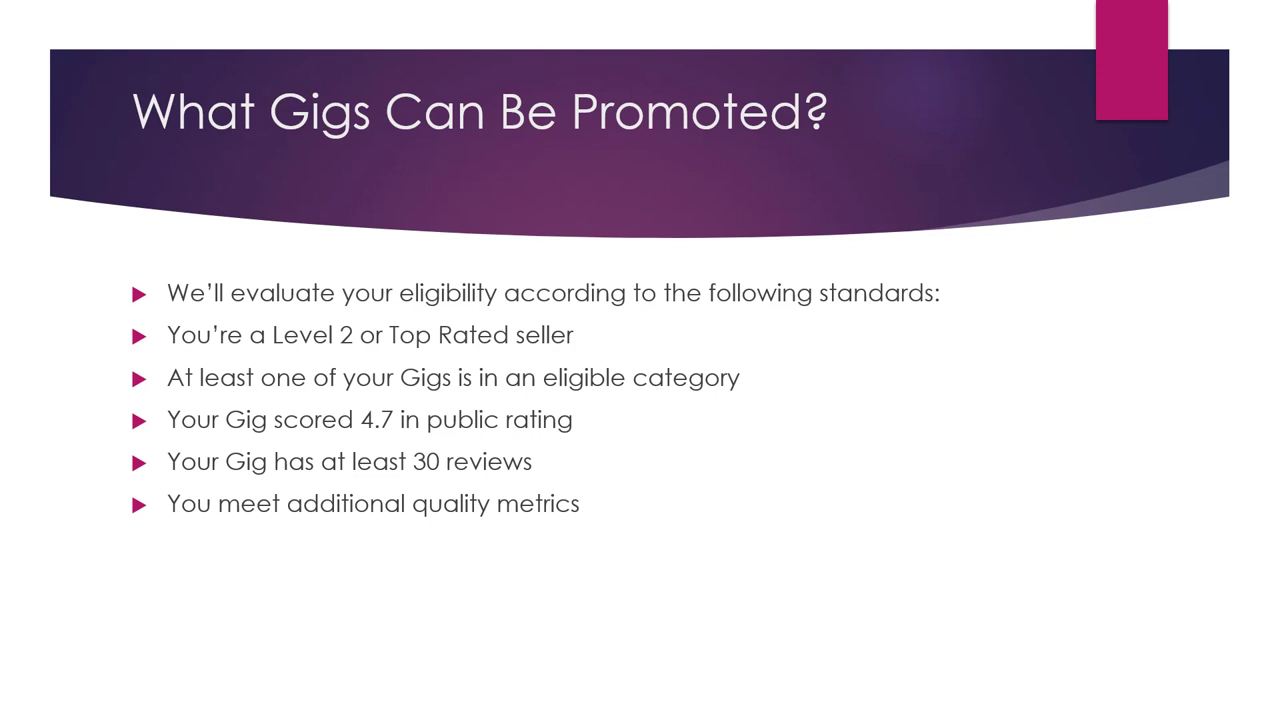 What Gigs Can Be Promoted?
We’ll evaluate your eligibility according to the following standards:
You’re a Level 2 or Top Rated seller
At least one of your Gigs is in an eligible category
Your Gig scored 4.7 in public rating
Your Gig has at least 30 reviews
You meet additional quality metrics